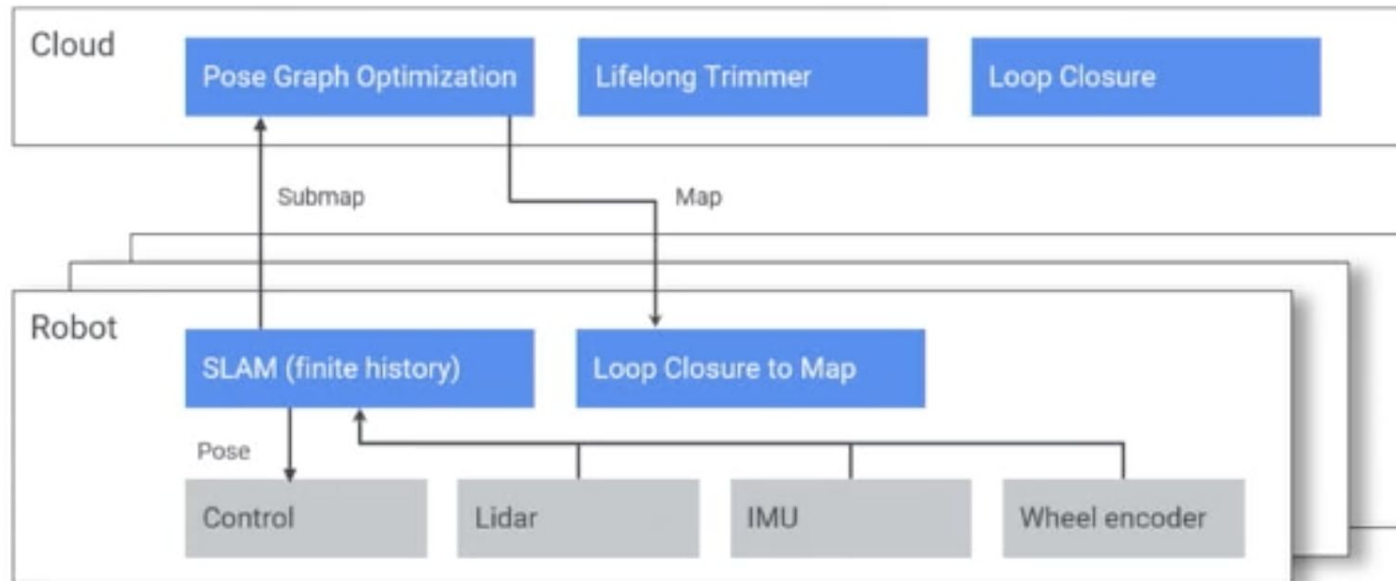 Cloud
Pose Graph Optimization
Lifelong Trimmer
Loop Closure
Submap
Map
Robot
SLAM (finite history)
Loop Closure to Map
Pose
Control
Lidar
IMU
Wheel encoder